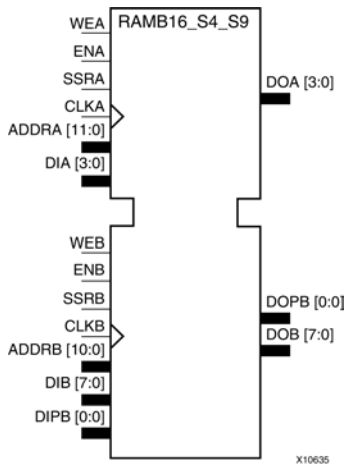 RAMB16_S4_S9
WEA
ENA
SSRA
CLKA
ADDRA [11:0]
DIA [3:0]
DOA [3:0]
WEB
ENB
SSRB
CLKB
ADDRB [10:0]
DIB [7:0]
DIPB [0:0]
DOPB [0:0]
DOB [7:0]
X10635